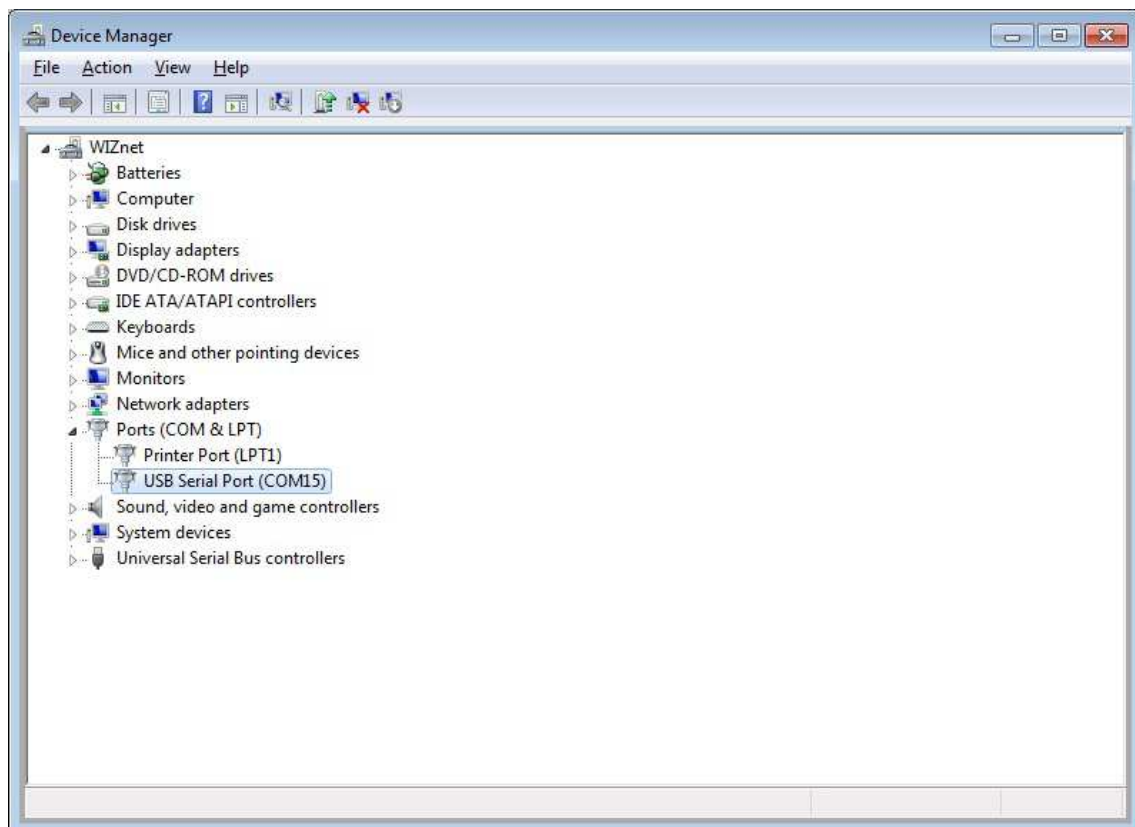 Device Manager
File Action View Help
WIZnet
Batteries
Computer
Disk drives
Display adapters
DVD/CD-ROM drives
IDE ATA/ATAPI controllers
Keyboards
Mice and other pointing devices
Monitors
Network adapters
Ports (COM & LPT)
Printer Port (LPT1)
USB Serial Port (COM15)
Sound, video and game controllers
System devices
Universal Serial Bus controllers